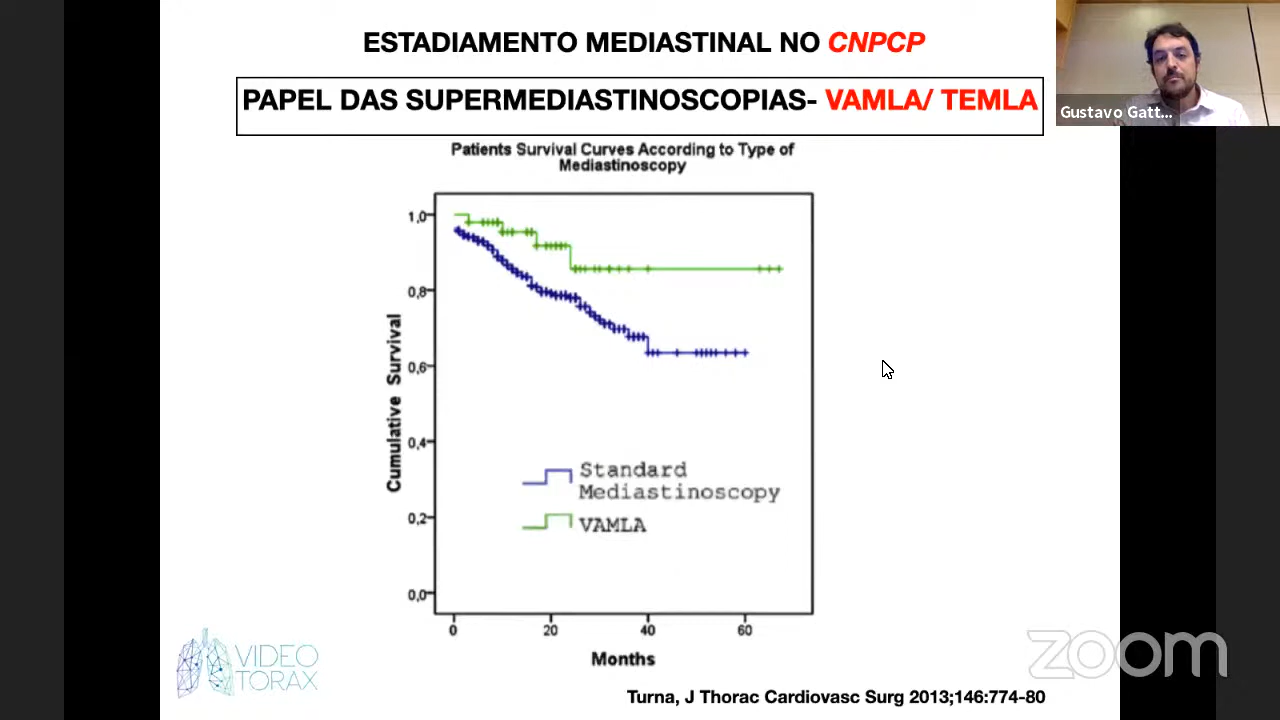 ESTADIAMENTO MEDIASTINAL NO CNPCP
PAPEL DAS SUPERMEDIASTINOSCOPIAS- VAMLA/ TEMLA
Gustavo Gatt...
Patients Survival Curves According to Type of
Mediastinoscopy
1,0
0,8
0,6
0,4
0,2
0,0
Cumulative Survival
Standard
Mediastinoscopy
VAMLA
0 20 40 60
Months
VIDEO
TORAX
zoom
Turna, J Thorac Cardiovasc Surg 2013;146:774-80